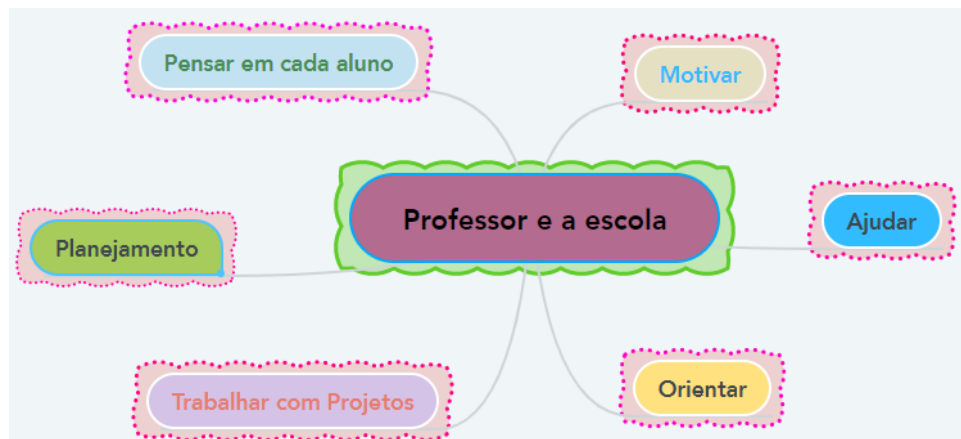 Pensar em cada aluno
Motivar
Professor e a escola
Ajudar
Planejamento
Trabalhar com Projetos
Orientar